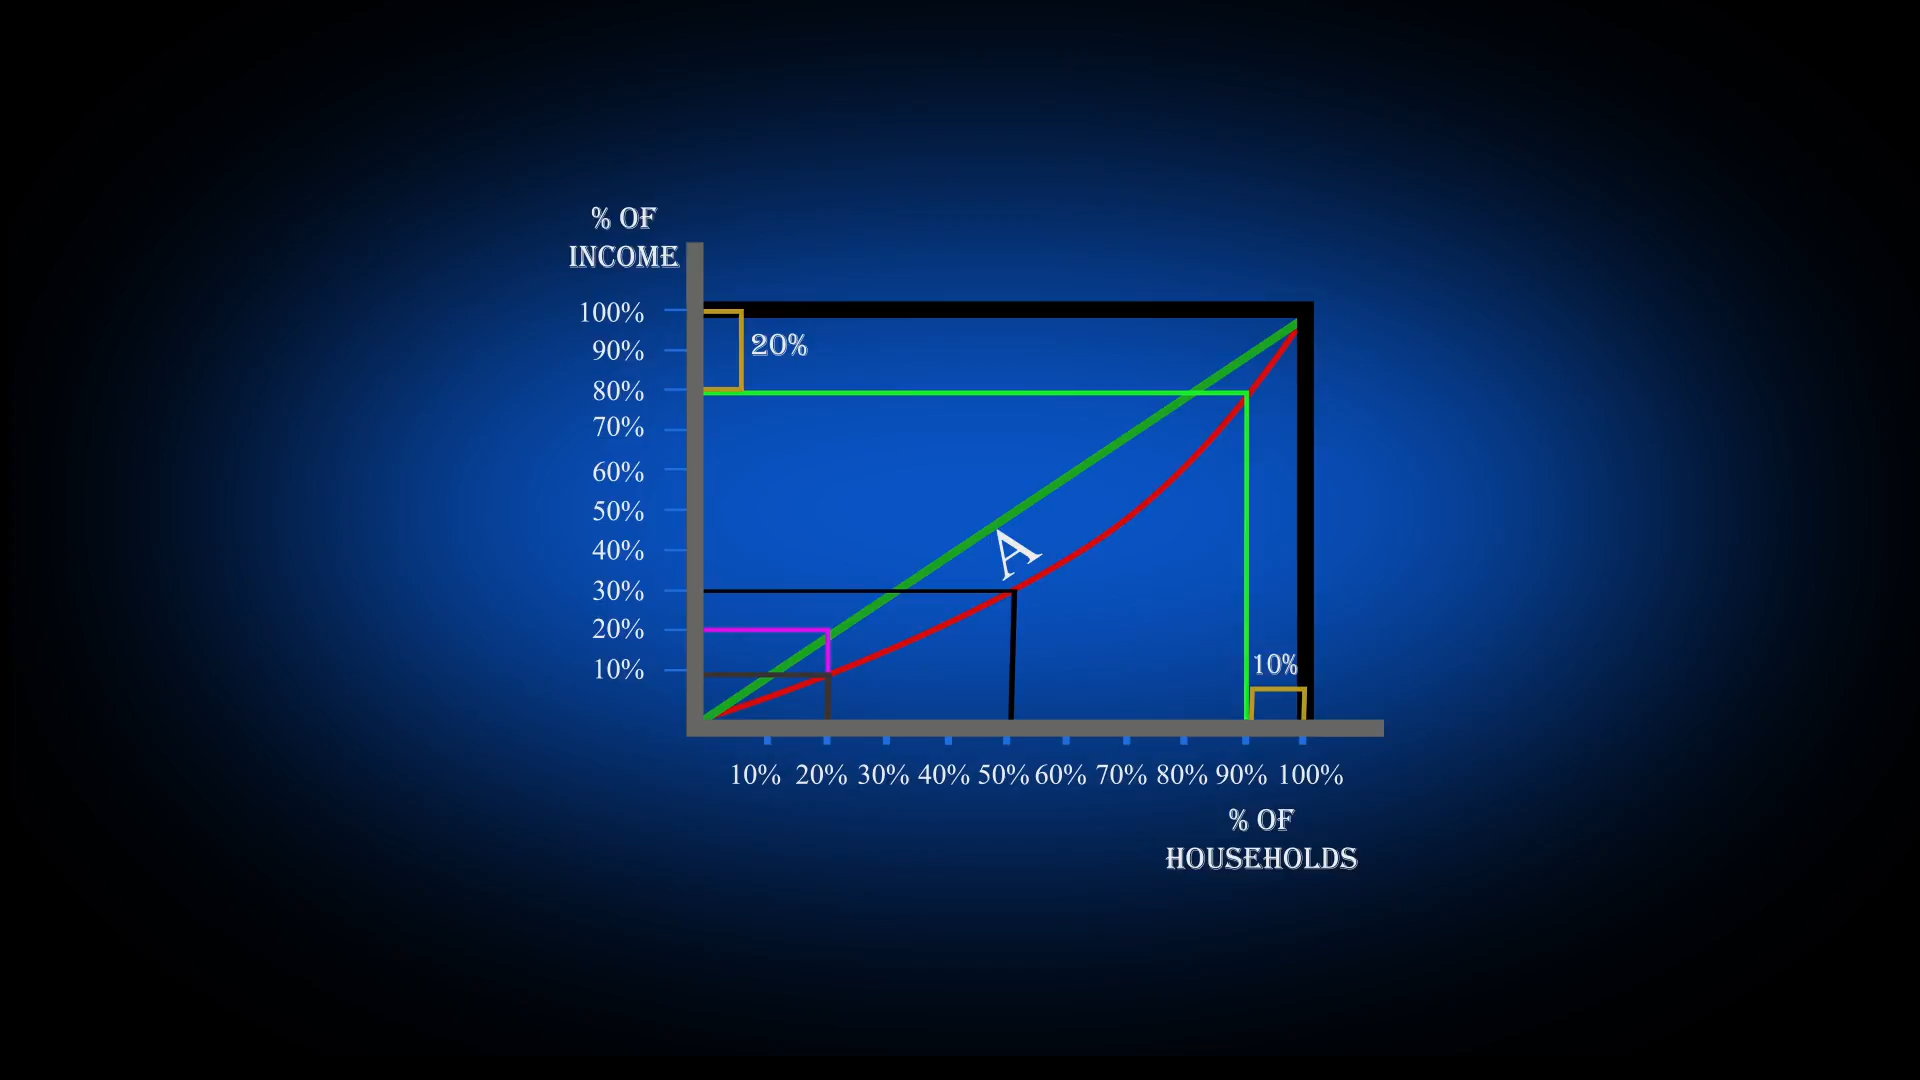 % OF
INCOME
100%
90%
80%
70%
60%
50%
40%
30%
20%
10%
20%
A
10%
10% 20% 30% 40% 50% 60% 70% 80% 90% 100%
% OF
HOUSEHOLDS